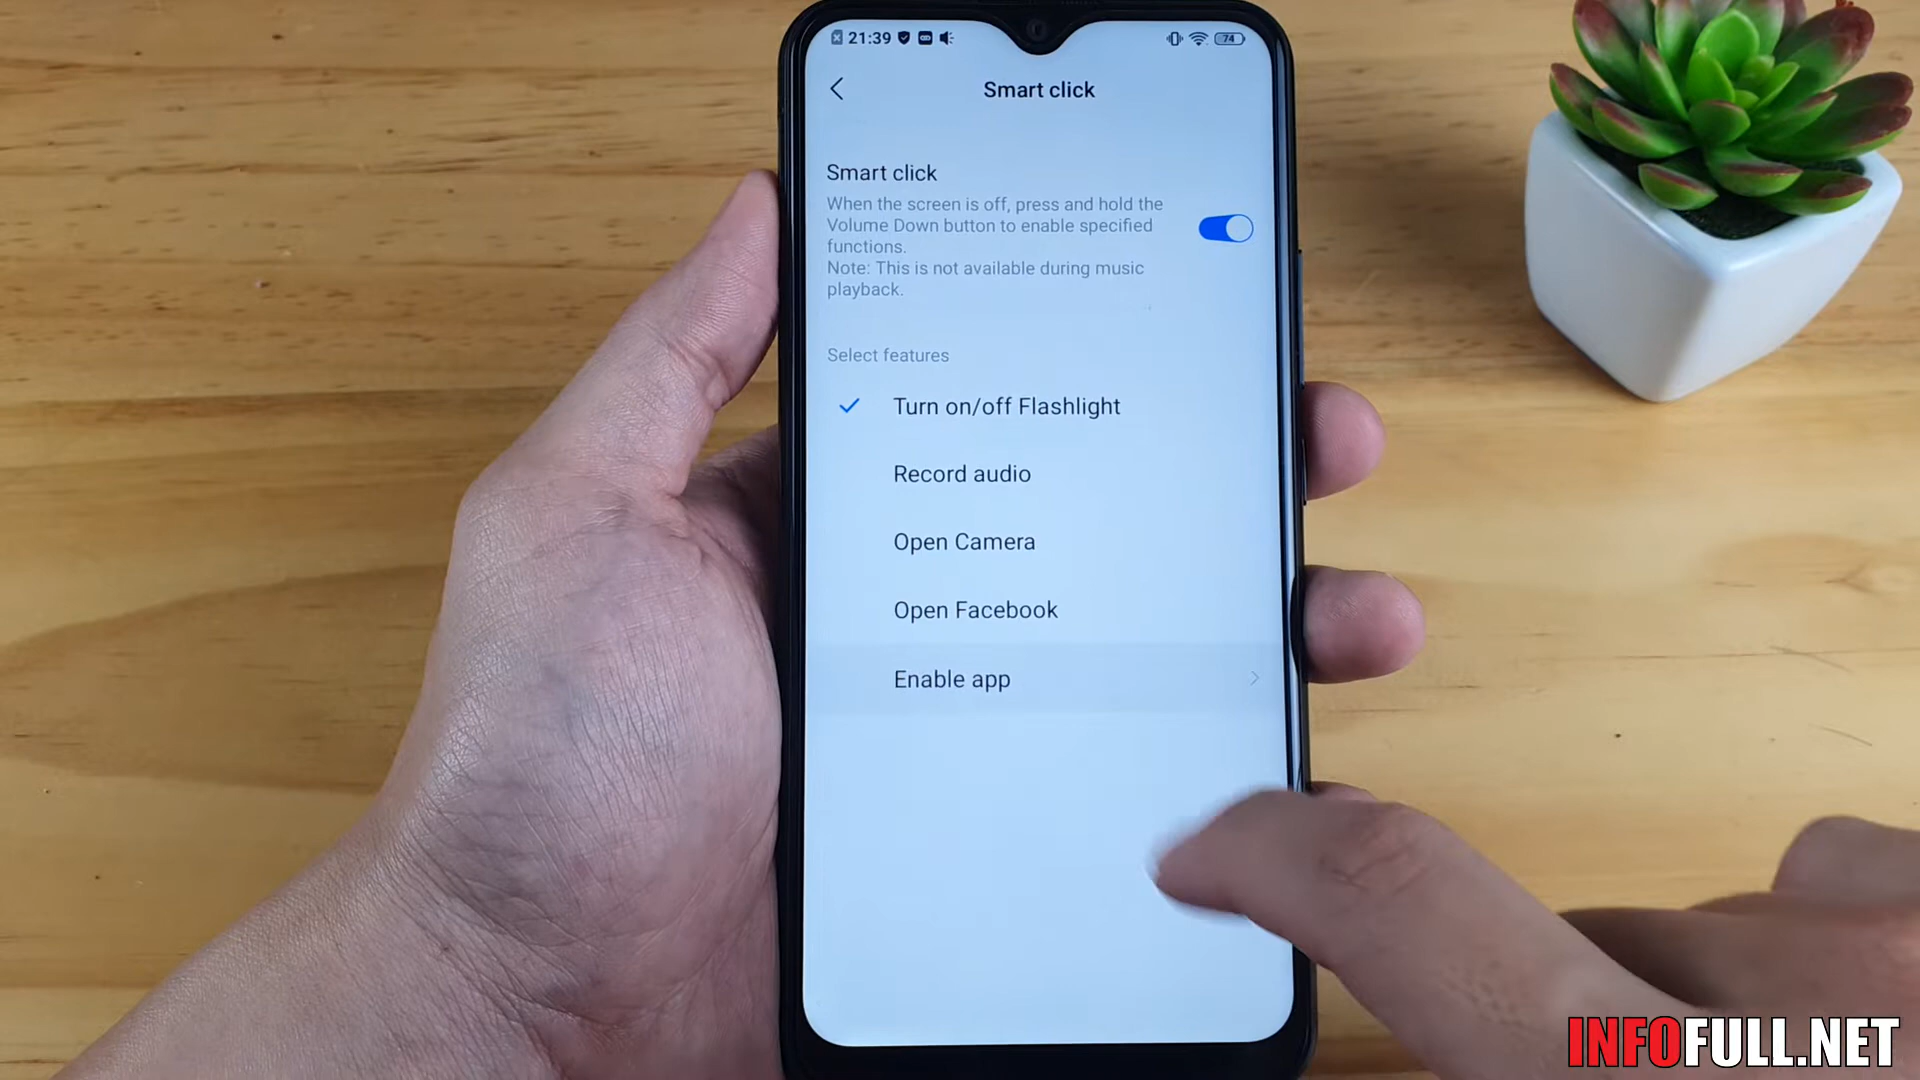 21:39
74
Smart click
Smart click
When the screen is off, press and hold the
Volume Down button to enable specified
functions.
Note: This is not available during music
playback.
Select features
Turn on/off Flashlight
Record audio
Open Camera
Open Facebook
Enable app
INFOFULL.NET